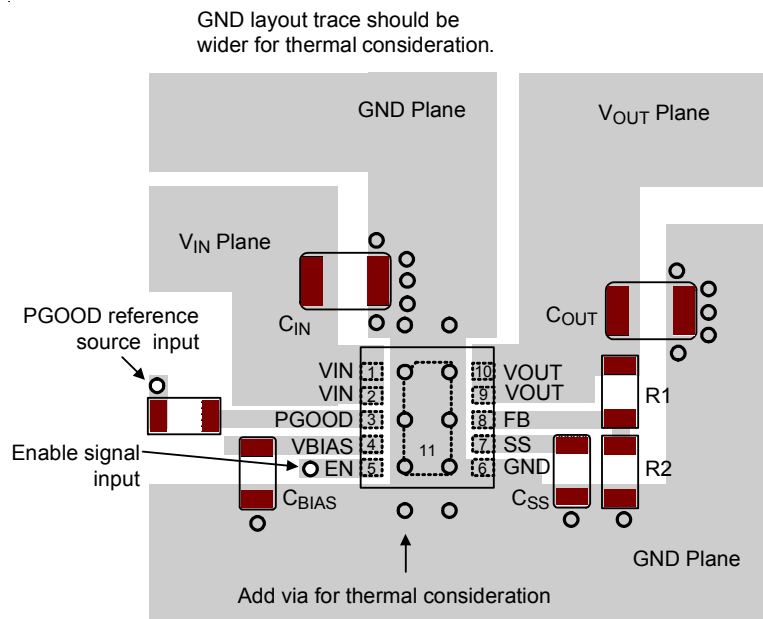 GND layout trace should be
wider for thermal consideration.
GND Plane
VOUT Plane
VIN Plane
PGOOD reference
source input
CIN
COUT
VIN
1
10
VOUT
VIN
2
9
VOUT
R1
PGOOD
3
8
FB
Enable signal
input
VBIAS
4
11
7
SS
EN
5
6
GND
R2
CBIAS
CSS
GND Plane
Add via for thermal consideration